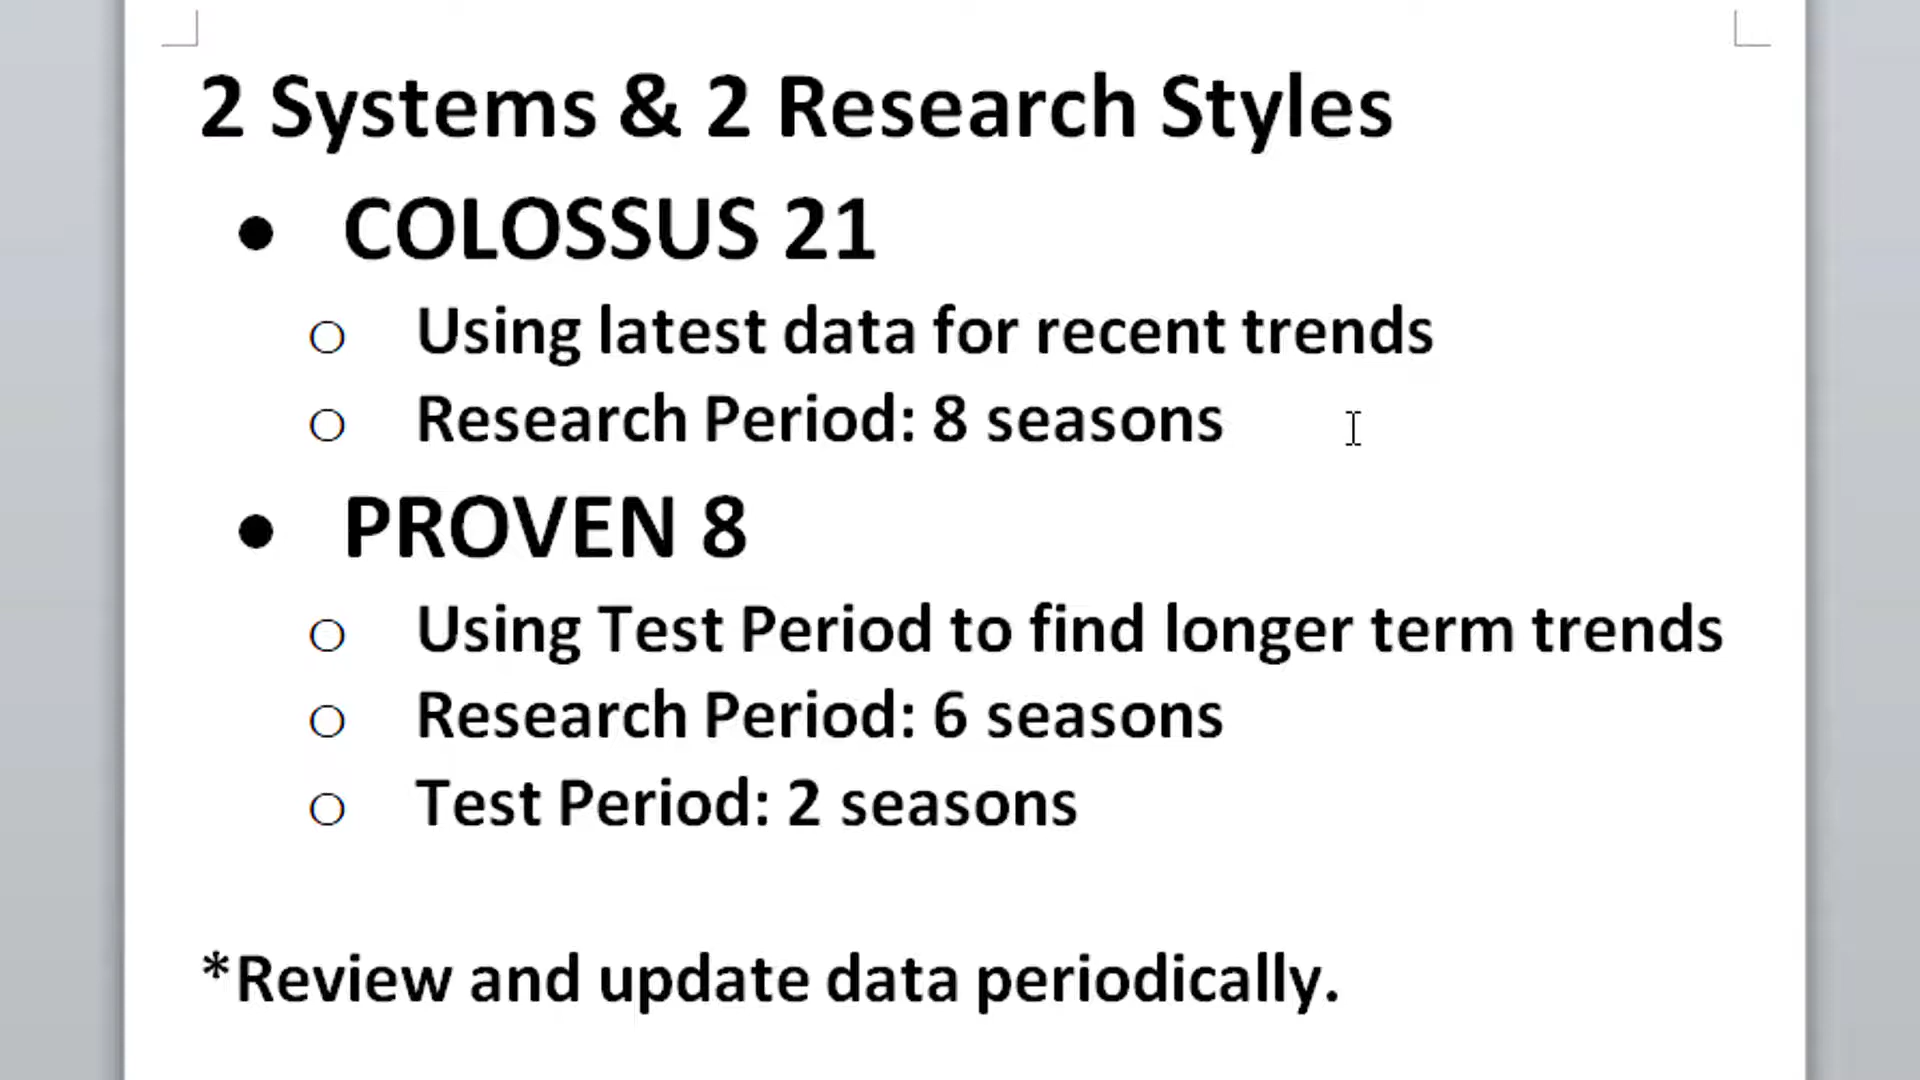 2 Systems & 2 Research Styles
• COLOSSUS 21
○ Using latest data for recent trends
○ Research Period: 8 seasons
• PROVEN 8
○ Using Test Period to find longer term trends
○ Research Period: 6 seasons
○ Test Period: 2 seasons
*Review and update data periodically.